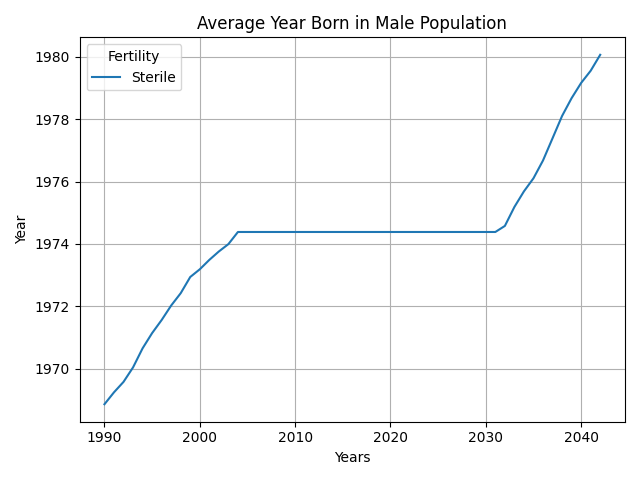 Average Year Born in Male Population
Fertility
Sterile
1980
1978
1976
1974
1972
1970
Year
1990
2000
2010
2020
2030
2040
Years